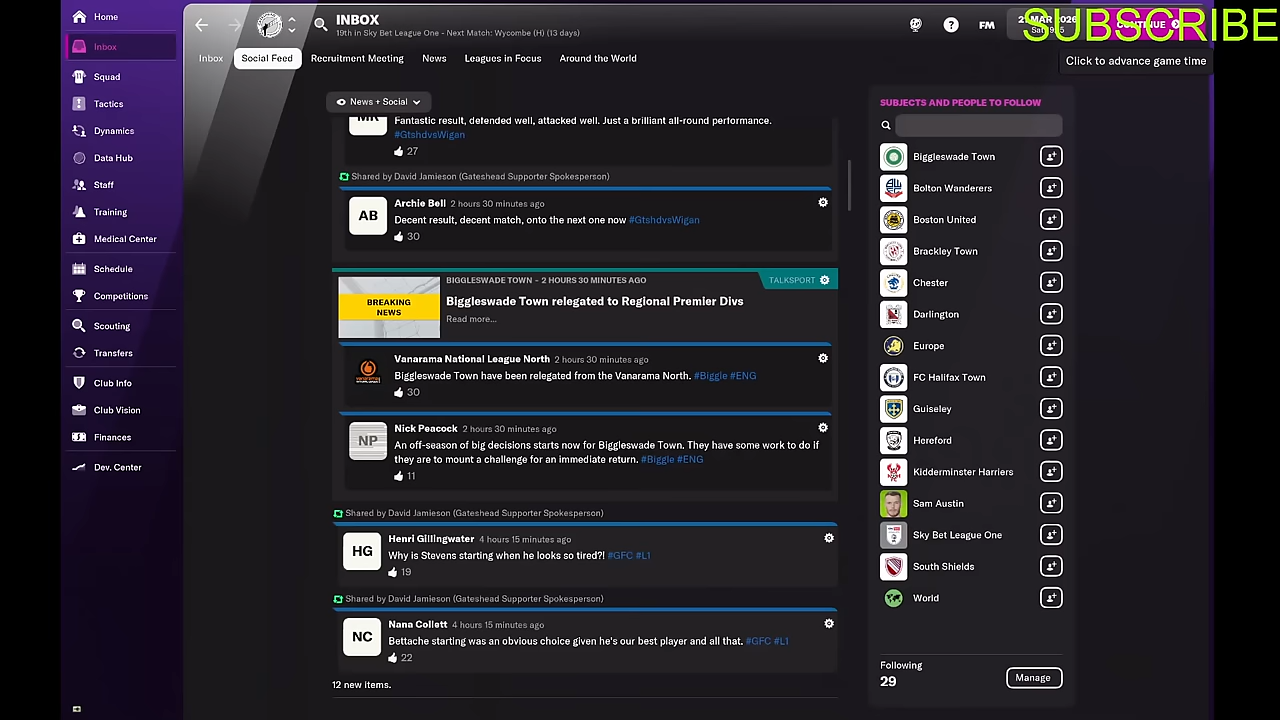 Home
Inbox
Squad
Tactics
Dynamics
Data Hub
Staff
Training
Medical Center
Schedule
Competitions
Scouting
Transfers
Club Info
Club Vision
Finances
Dev. Center
INBOX
19th in Sky Bet League One - Next Match: Wycombe (H) (13 days)
FM
SUBSCRIBE
Click to advance game time
Inbox
Social Feed
Recruitment Meeting
News
Leagues in Focus
Around the World
News + Social
Fantastic result, defended well, attacked well. Just a brilliant all-round performance.
#GtshdvsWigan
27
Shared by David Jamieson (Gateshead Supporter Spokesperson)
AB
Archie Bell 2 hours 30 minutes ago
Decent result, decent match, onto the next one now #GtshdvsWigan
30
BREAKING
NEWS
BIGGLESWADE TOWN - 2 HOURS 30 MINUTES AGO
TALKSPORT
Biggleswade Town relegated to Regional Premier Divs
Read more...
Vanarama National League North 2 hours 30 minutes ago
Biggleswade Town have been relegated from the Vanarama North. #Biggle #ENG
30
NP
Nick Peacock 2 hours 30 minutes ago
An off-season of big decisions starts now for Biggleswade Town. They have some work to do if
they are to mount a challenge for an immediate return. #Biggle #ENG
11
Shared by David Jamieson (Gateshead Supporter Spokesperson)
HG
Henri Gillingwater 4 hours 15 minutes ago
Why is Stevens starting when he looks so tired?! #GFC #L1
19
Shared by David Jamieson (Gateshead Supporter Spokesperson)
NC
Nana Collett 4 hours 15 minutes ago
Bettache starting was an obvious choice given he's our best player and all that. #GFC #L1
22
12 new items.
SUBJECTS AND PEOPLE TO FOLLOW
Biggleswade Town
Bolton Wanderers
Boston United
Brackley Town
Chester
Darlington
Europe
FC Halifax Town
Guiseley
Hereford
Kidderminster Harriers
Sam Austin
Sky Bet League One
South Shields
World
Following
29
Manage